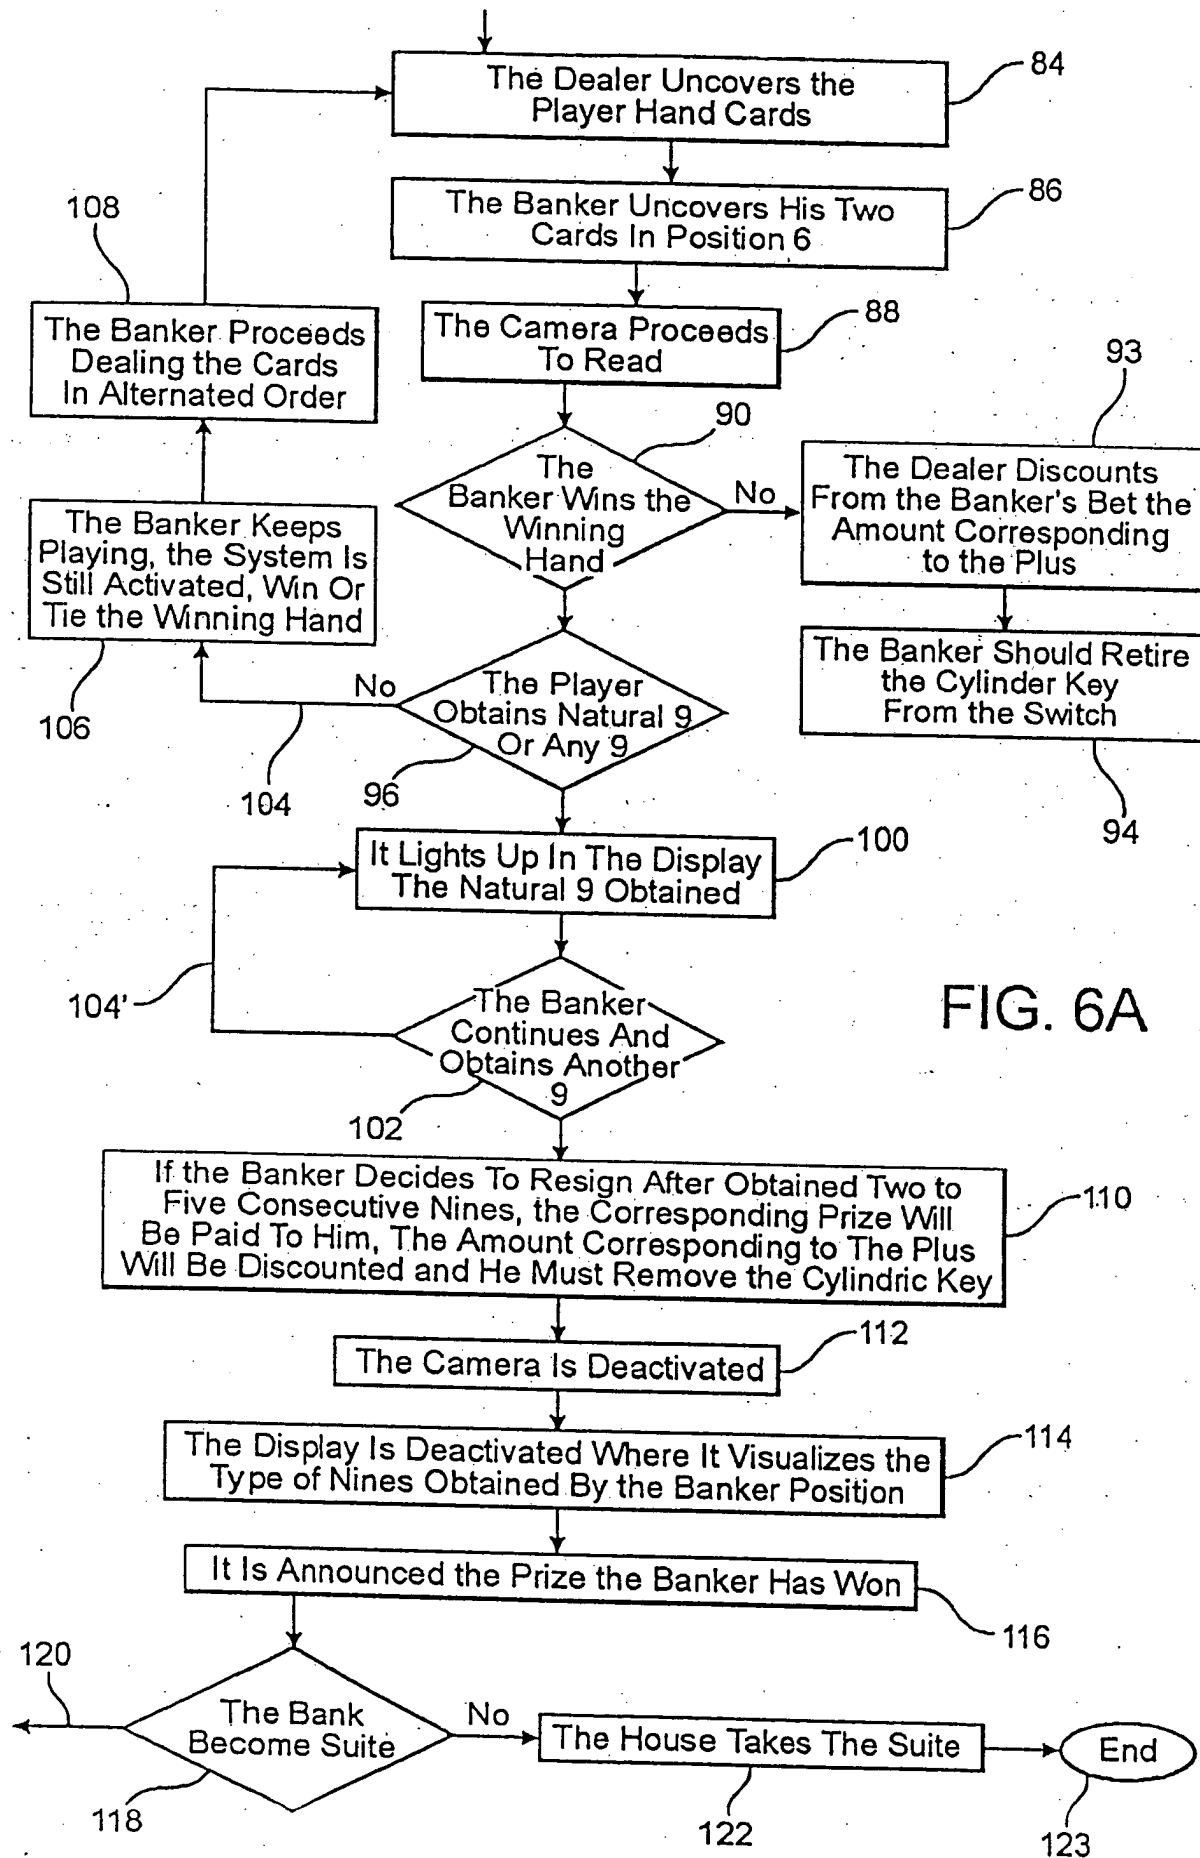 The Dealer Uncovers the
Player Hand Cards
84
The Banker Uncovers His Two
Cards In Position 6
86
108
The Banker Proceeds
Dealing the Cards
In Alternated Order
The Camera Proceeds
To Read
88
93
90
The
Banker Wins the
Winning
Hand
No
The Dealer Discounts
From the Banker's Bet the
Amount Corresponding
to the Plus
The Banker Keeps
Playing, the System Is
Still Activated, Win Or
Tie the Winning Hand
106
No
104
The Player
Obtains Natural 9
Or Any 9
96
The Banker Should Retire
the Cylinder Key
From the Switch
94
It Lights Up In The Display
The Natural 9 Obtained
100
104'
The Banker
Continues And
Obtains Another
9
102
FIG. 6A
If the Banker Decides To Resign After Obtained Two to
Five Consecutive Nines, the Corresponding Prize Will
Be Paid To Him, The Amount Corresponding to The Plus
Will Be Discounted and He Must Remove the Cylindric Key
110
The Camera Is Deactivated
112
The Display Is Deactivated Where It Visualizes the
Type of Nines Obtained By the Banker Position
114
It Is Announced the Prize the Banker Has Won
116
120
The Bank
Become Suite
118
No
The House Takes The Suite
122
End
123